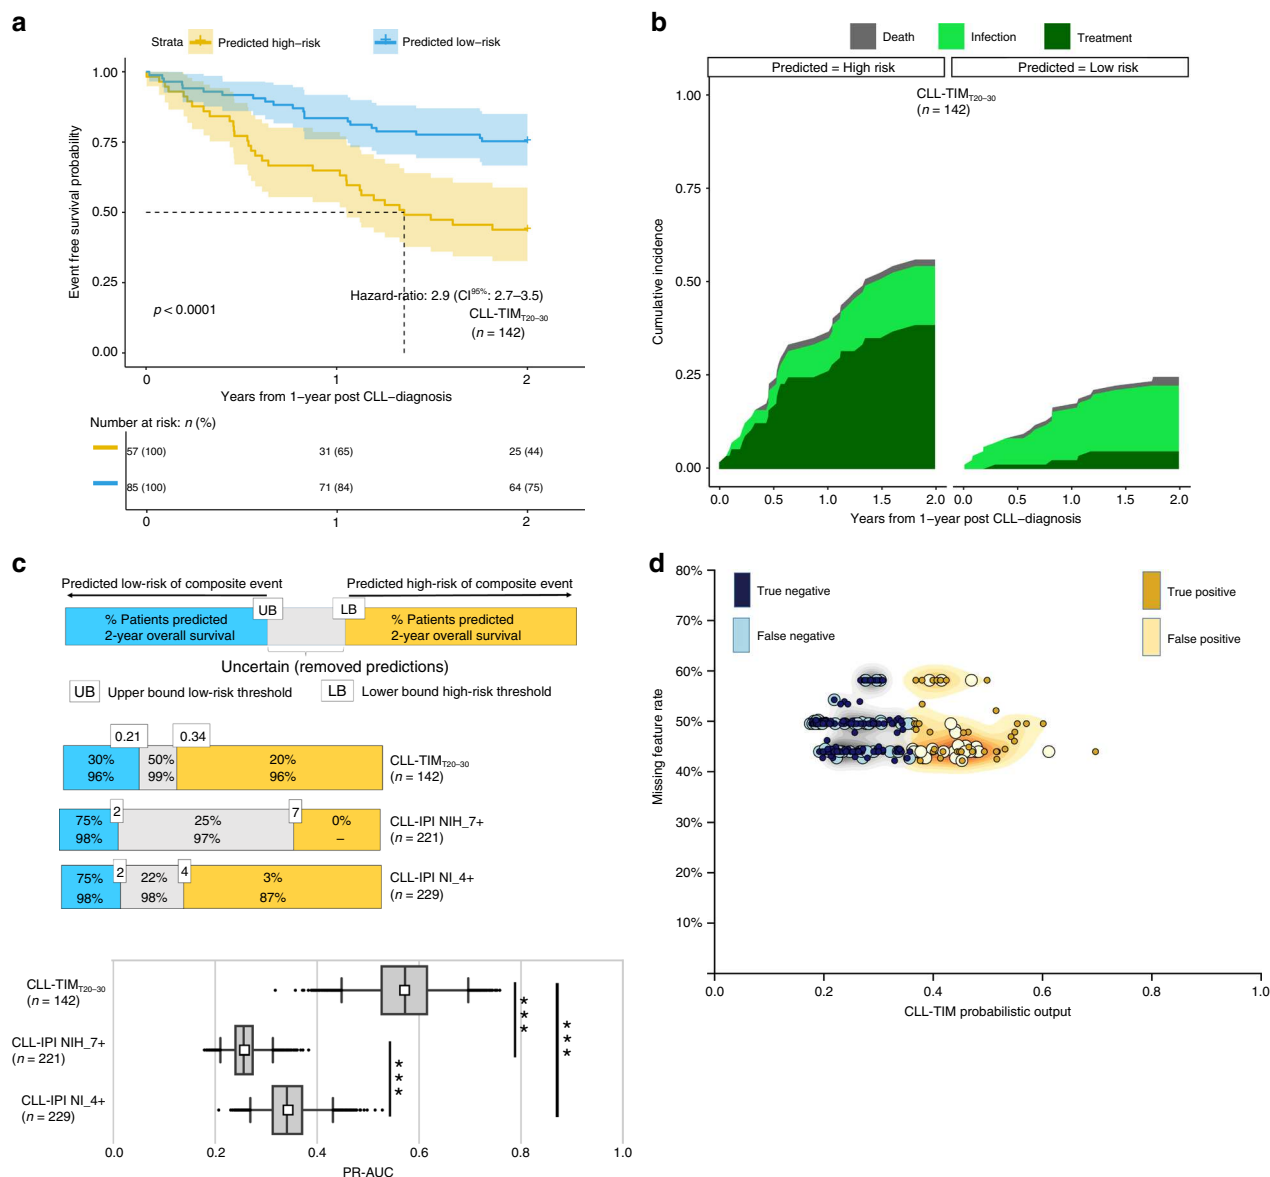 a
Strata Predicted high–risk Predicted low–risk
Event free survival probability
1.00
0.75
0.50
0.25
0.00
p < 0.0001
Hazard-ratio: 2.9 (CI95%: 2.7–3.5)
CLL-TIMT20–30
(n = 142)
0 1 2
Years from 1–year post CLL–diagnosis
Number at risk: n (%)
57 (100) 31 (65) 25 (44)
85 (100) 71 (84) 64 (75)
0 1 2
b
Death Infection Treatment
Predicted = High risk Predicted = Low risk
CLL-TIMT20–30
(n = 142)
Cumulative incidence
1.00
0.75
0.50
0.25
0.00
0.0 0.5 1.0 1.5 2.0 0.0 0.5 1.0 1.5 2.0
Years from 1–year post CLL–diagnosis
c
Predicted low-risk of composite event Predicted high-risk of composite event
UB LB
% Patients predicted
2-year overall survival
% Patients predicted
2-year overall survival
Uncertain (removed predictions)
UB Upper bound low-risk threshold LB Lower bound high-risk threshold
0.21 0.34
30% 50% 20%
96% 99% 96%
CLL-TIMT20–30
(n = 142)
2 7
75% 25% 0%
98% 97% –
CLL-IPI NIH_7+
(n = 221)
2 4
75% 22% 3%
98% 98% 87%
CLL-IPI NI_4+
(n = 229)
CLL-TIMT20–30
(n = 142)
CLL-IPI NIH_7+
(n = 221)
CLL-IPI NI_4+
(n = 229)
***
***
***
0.0 0.2 0.4 0.6 0.8 1.0
PR-AUC
d
True negative True positive
False negative False positive
Missing feature rate
80%
70%
60%
50%
40%
30%
20%
10%
0.0 0.2 0.4 0.6 0.8 1.0
CLL-TIM probabilistic output